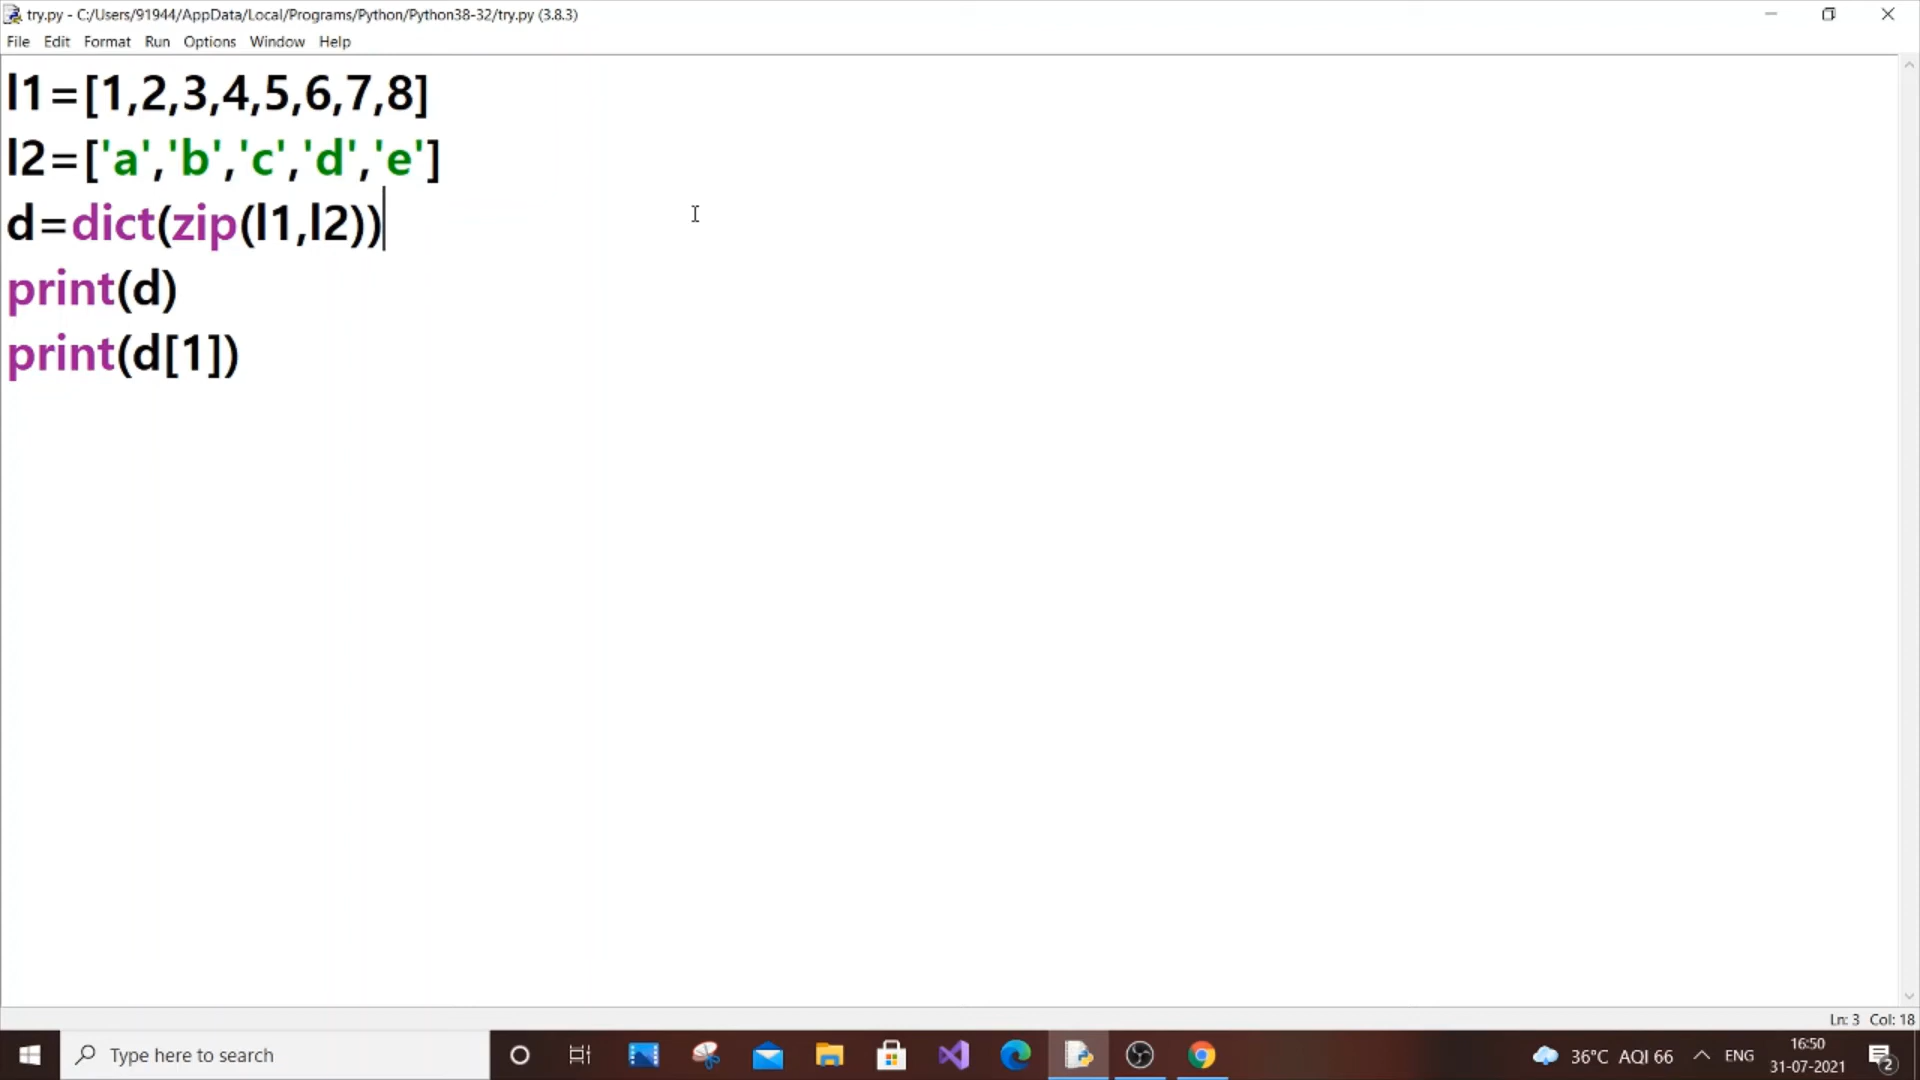 try.py - C:/Users/91944/AppData/Local/Programs/Python/Python38-32/try.py (3.8.3)
File Edit Format Run Options Window Help
l1=[1,2,3,4,5,6,7,8]
l2=['a','b','c','d','e']
d=dict(zip(l1,l2))
print(d)
print(d[1])
Ln: 3 Col: 18
Type here to search
36°C AQI 66
ENG
16:50
31-07-2021
2